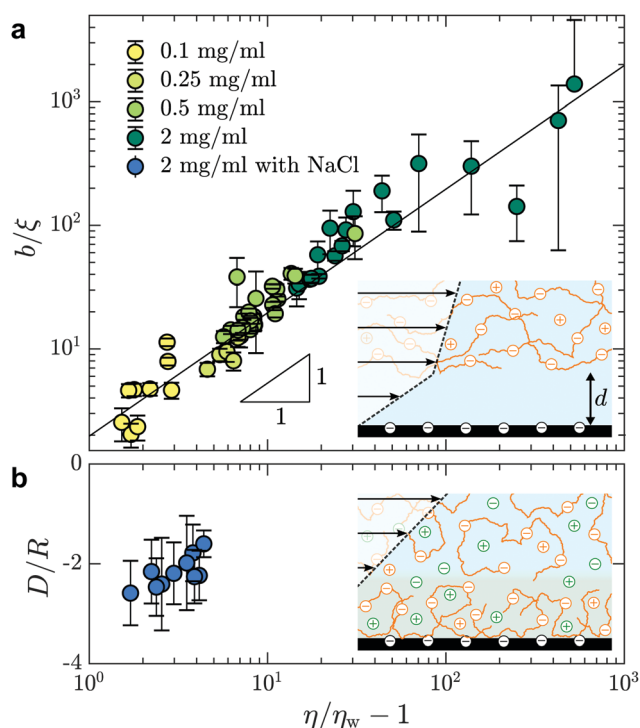 a
0.1 mg/ml
0.25 mg/ml
0.5 mg/ml
2 mg/ml
2 mg/ml with NaCl
10³
10²
10¹
b/ξ
1
1
d
b
0
-2
-4
D/R
10⁰ 10¹ 10² 10³
η/η_w − 1